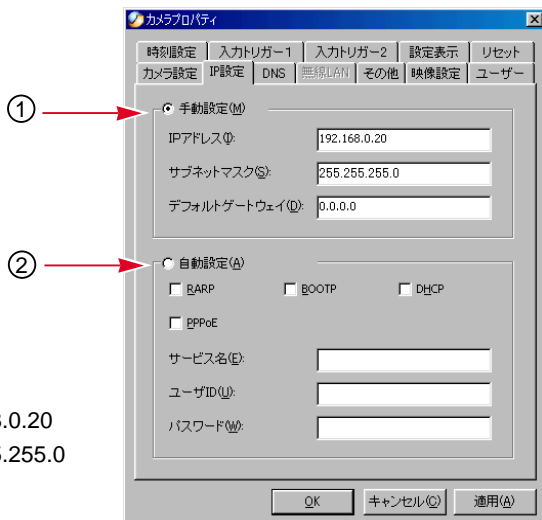 カメラプロパティ
時刻設定 入力トリガー1 入力トリガー2 設定表示 リセット
カメラ設定 IP設定 DNS 無線LAN その他 映像設定 ユーザー
① 手動設定(M)
IPアドレス(I): 192.168.0.20
サブネットマスク(S): 255.255.255.0
デフォルトゲートウェイ(D): 0.0.0.0
② 自動設定(A)
RARP BOOTP DHCP
PPPoE
サービス名(E):
ユーザID(U):
.0.20
パスワード(W):
.255.0
OK キャンセル(C) 適用(A)